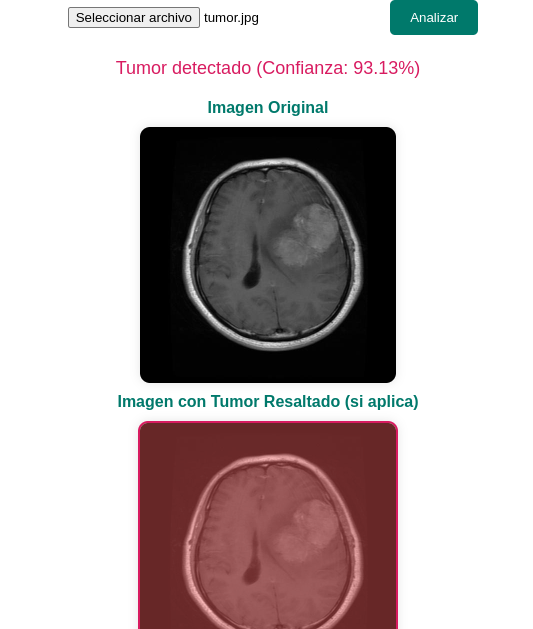 Seleccionar archivo tumor.jpg Analizar
Tumor detectado (Confianza: 93.13%)
Imagen Original
Imagen con Tumor Resaltado (si aplica)